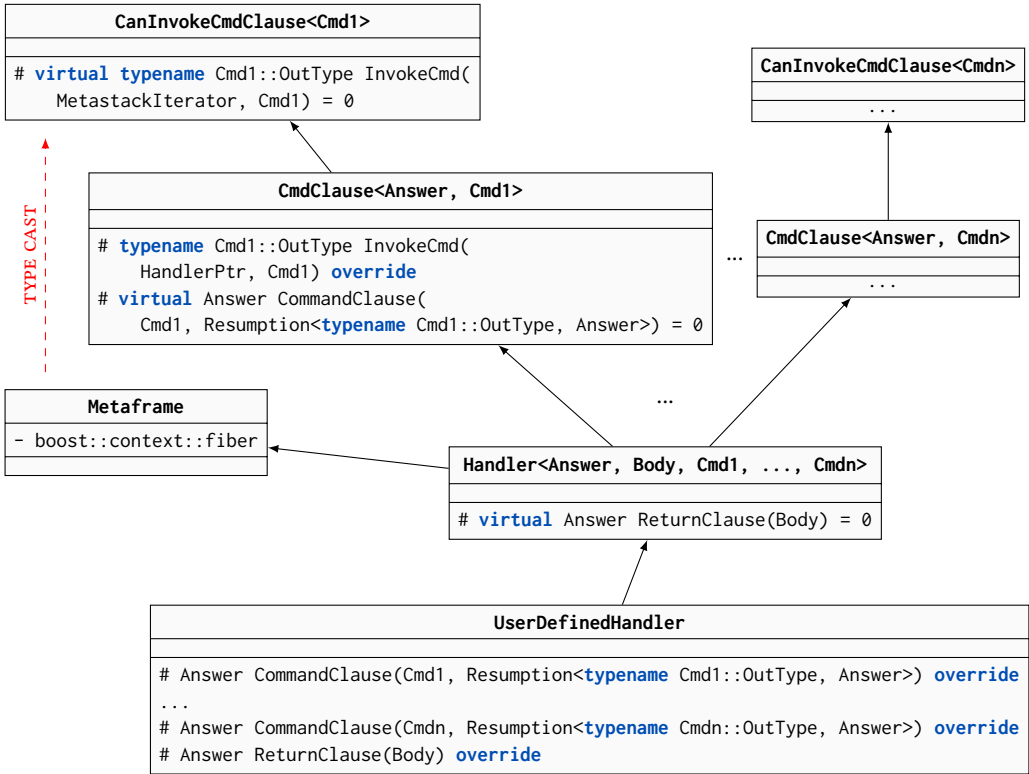 CanInvokeCmdClause<Cmd1>
# virtual typename Cmd1::OutType InvokeCmd(
MetastackIterator, Cmd1) = 0
CanInvokeCmdClause<Cmdn>
...
TYPE CAST
CmdClause<Answer, Cmd1>
# typename Cmd1::OutType InvokeCmd(
HandlerPtr, Cmd1) override
# virtual Answer CommandClause(
Cmd1, Resumption<typename Cmd1::OutType, Answer>) = 0
...
CmdClause<Answer, Cmdn>
...
...
Metaframe
- boost::context::fiber
Handler<Answer, Body, Cmd1, ..., Cmdn>
# virtual Answer ReturnClause(Body) = 0
UserDefinedHandler
# Answer CommandClause(Cmd1, Resumption<typename Cmd1::OutType, Answer>) override
...
# Answer CommandClause(Cmdn, Resumption<typename Cmdn::OutType, Answer>) override
# Answer ReturnClause(Body) override